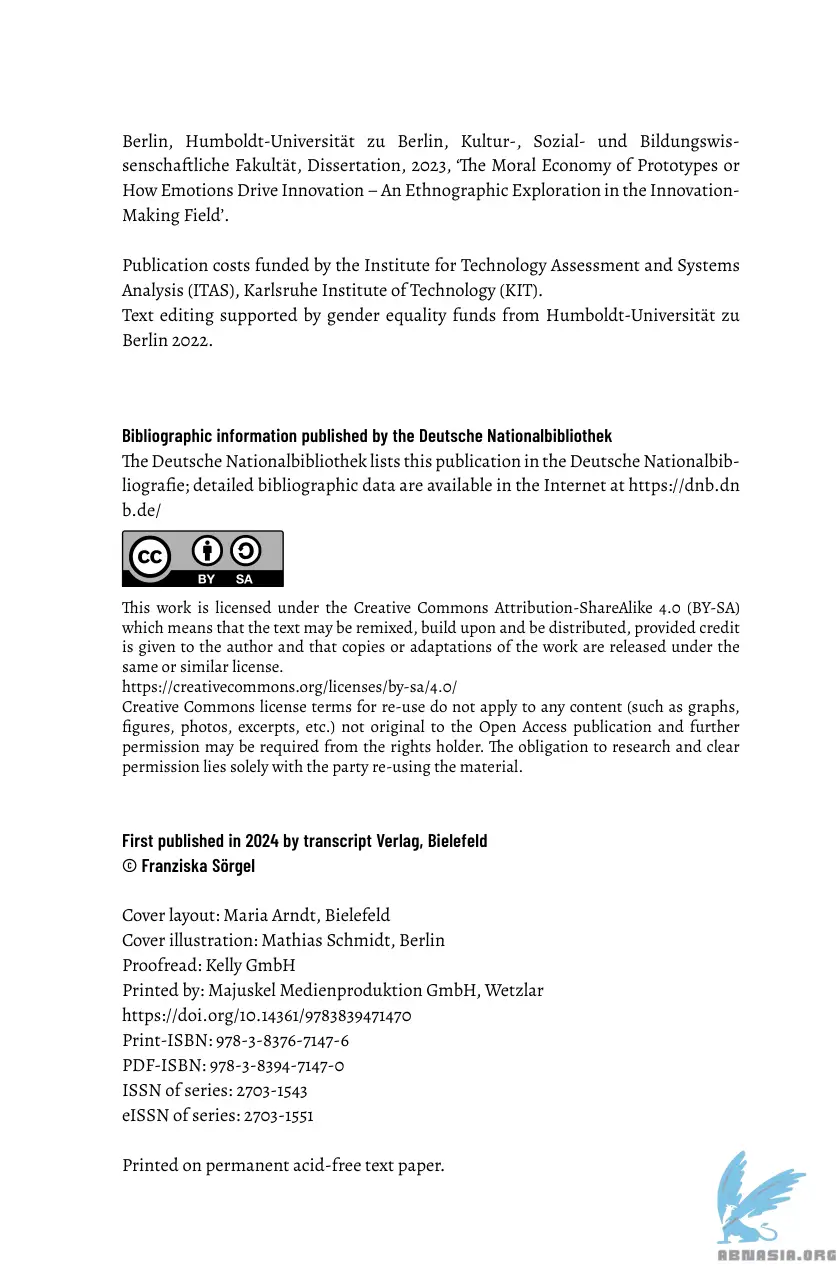 Berlin, Humboldt-Universität zu Berlin, Kultur-, Sozial- und Bildungswis-
senschaftliche Fakultät, Dissertation, 2023, ‘The Moral Economy of Prototypes or
How Emotions Drive Innovation – An Ethnographic Exploration in the Innovation-
Making Field’.
Publication costs funded by the Institute for Technology Assessment and Systems
Analysis (ITAS), Karlsruhe Institute of Technology (KIT).
Text editing supported by gender equality funds from Humboldt-Universität zu
Berlin 2022.
Bibliographic information published by the Deutsche Nationalbibliothek
The Deutsche Nationalbibliothek lists this publication in the Deutsche Nationalbib-
liografie; detailed bibliographic data are available in the Internet at https://dnb.dn
b.de/
cc
BY SA
This work is licensed under the Creative Commons Attribution-ShareAlike 4.0 (BY-SA)
which means that the text may be remixed, build upon and be distributed, provided credit
is given to the author and that copies or adaptations of the work are released under the
same or similar license.
https://creativecommons.org/licenses/by-sa/4.0/
Creative Commons license terms for re-use do not apply to any content (such as graphs,
figures, photos, excerpts, etc.) not original to the Open Access publication and further
permission may be required from the rights holder. The obligation to research and clear
permission lies solely with the party re-using the material.
First published in 2024 by transcript Verlag, Bielefeld
© Franziska Sörgel
Cover layout: Maria Arndt, Bielefeld
Cover illustration: Mathias Schmidt, Berlin
Proofread: Kelly GmbH
Printed by: Majuskel Medienproduktion GmbH, Wetzlar
https://doi.org/10.14361/9783839471470
Print-ISBN: 978-3-8376-7147-6
PDF-ISBN: 978-3-8394-7147-0
ISSN of series: 2703-1543
eISSN of series: 2703-1551
Printed on permanent acid-free text paper.
ABNASIA.ORG